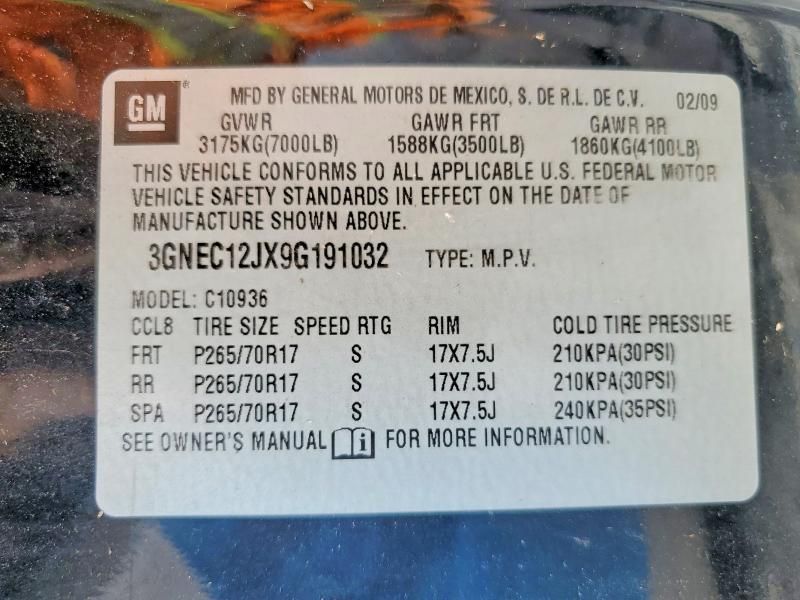 GM MFD BY GENERAL MOTORS DE MEXICO, S. DE R.L. DE C.V. 02/09
GVWR GAWR FRT GAWR RR
3175KG(7000LB) 1588KG(3500LB) 1860KG(4100LB)
THIS VEHICLE CONFORMS TO ALL APPLICABLE U.S. FEDERAL MOTOR
VEHICLE SAFETY STANDARDS IN EFFECT ON THE DATE OF
MANUFACTURE SHOWN ABOVE.
3GNEC12JX9G191032 TYPE: M.P.V.
MODEL: C10936
CCL8 TIRE SIZE SPEED RTG RIM COLD TIRE PRESSURE
FRT P265/70R17 S 17X7.5J 210KPA(30PSI)
RR P265/70R17 S 17X7.5J 210KPA(30PSI)
SPA P265/70R17 S 17X7.5J 240KPA(35PSI)
SEE OWNER'S MANUAL i FOR MORE INFORMATION.